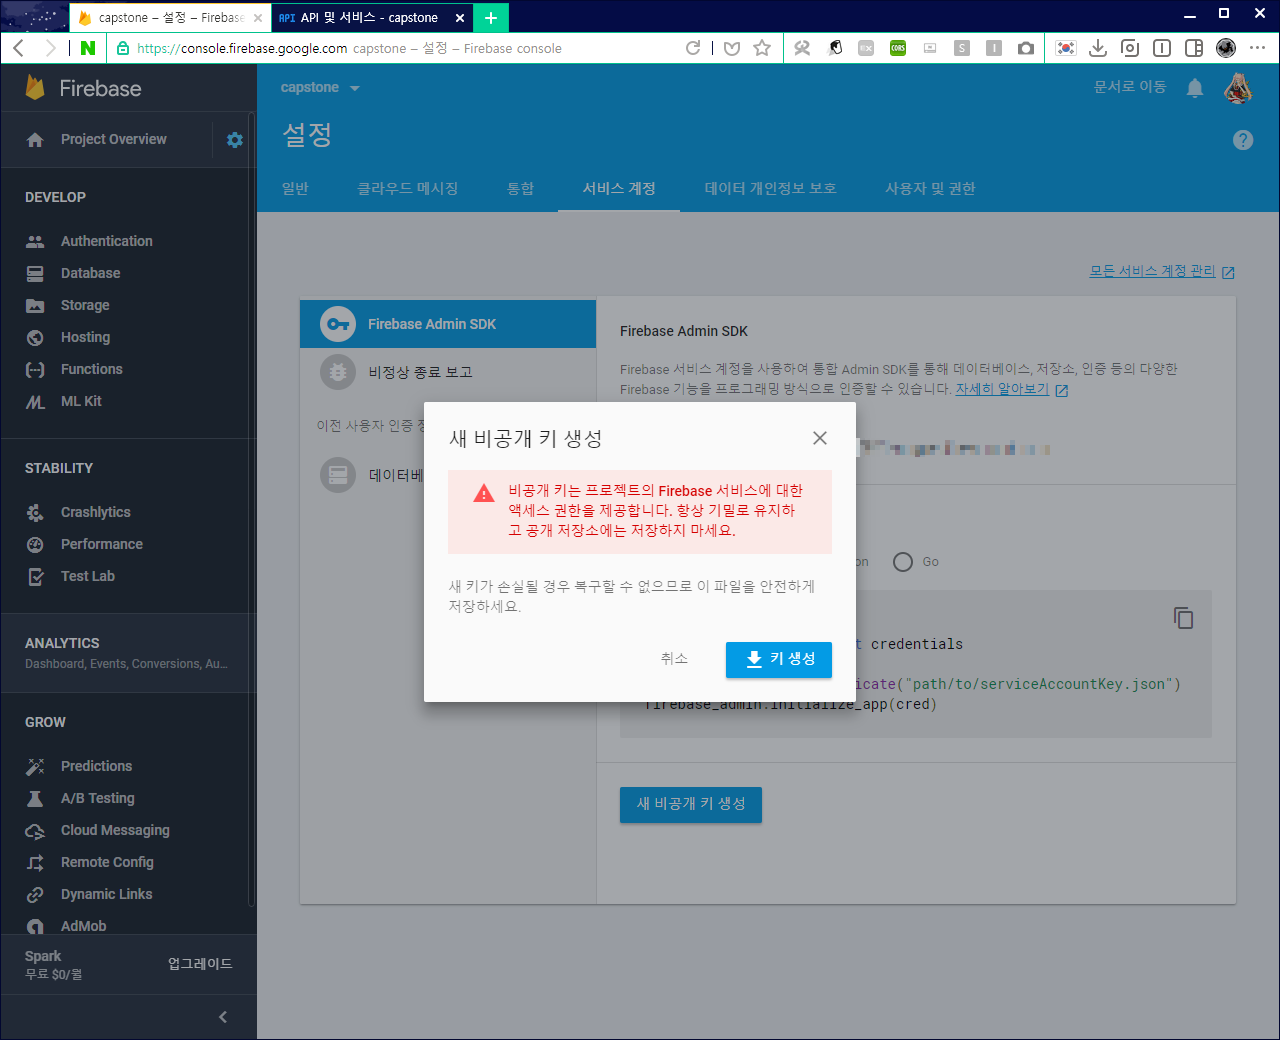 capstone – 설정 – Firebase
API API 및 서비스 - capstone
N https://console.firebase.google.com capstone – 설정 – Firebase console
CORS
Firebase
capstone
문서로 이동
설정
일반 클라우드 메시징 통합 서비스 계정 데이터 개인정보 보호 사용자 및 권한
Project Overview
DEVELOP
Authentication
Database
Storage
Hosting
Functions
ML Kit
STABILITY
Crashlytics
Performance
Test Lab
ANALYTICS
Dashboard, Events, Conversions, Au...
GROW
Predictions
A/B Testing
Cloud Messaging
Remote Config
Dynamic Links
AdMob
Spark
무료 $0/월
업그레이드
모든 서비스 계정 관리
Firebase Admin SDK
비정상 종료 보고
이전 사용자 인증
데이터베
Firebase Admin SDK
Firebase 서비스 계정을 사용하여 통합 Admin SDK를 통해 데이터베이스, 저장소, 인증 등의 다양한
Firebase 기능을 프로그래밍 방식으로 인증할 수 있습니다. 자세히 알아보기
on Go
t credentials
icate("path/to/serviceAccountKey.json")
firebase_admin.initialize_app(cred)
새 비공개 키 생성
새 비공개 키 생성
비공개 키는 프로젝트의 Firebase 서비스에 대한
액세스 권한을 제공합니다. 항상 기밀로 유지하
고 공개 저장소에는 저장하지 마세요.
새 키가 손실될 경우 복구할 수 없으므로 이 파일을 안전하게
저장하세요.
취소 키 생성